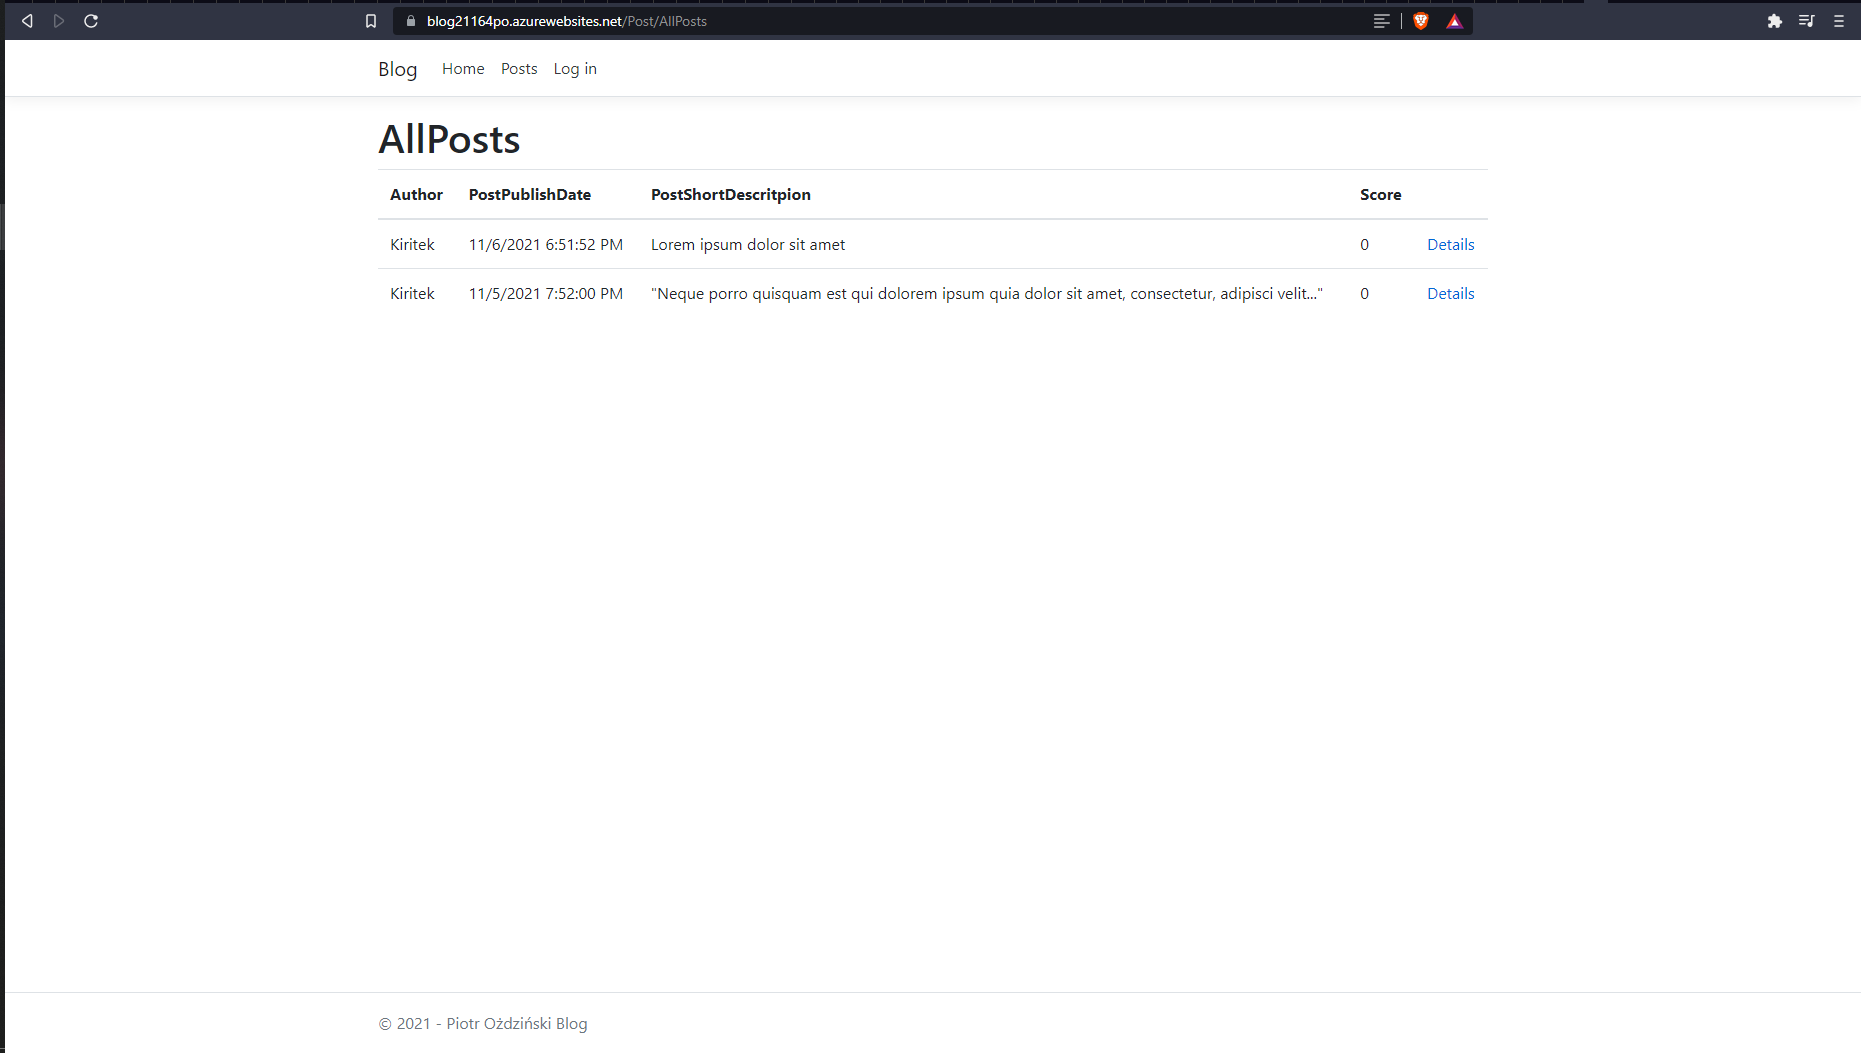 blog21164po.azurewebsites.net/Post/AllPosts
Blog Home Posts Log in
AllPosts
Author PostPublishDate PostShortDescritpion Score
Kiritek 11/6/2021 6:51:52 PM Lorem ipsum dolor sit amet 0 Details
Kiritek 11/5/2021 7:52:00 PM "Neque porro quisquam est qui dolorem ipsum quia dolor sit amet, consectetur, adipisci velit..." 0 Details
© 2021 - Piotr Ożdziński Blog